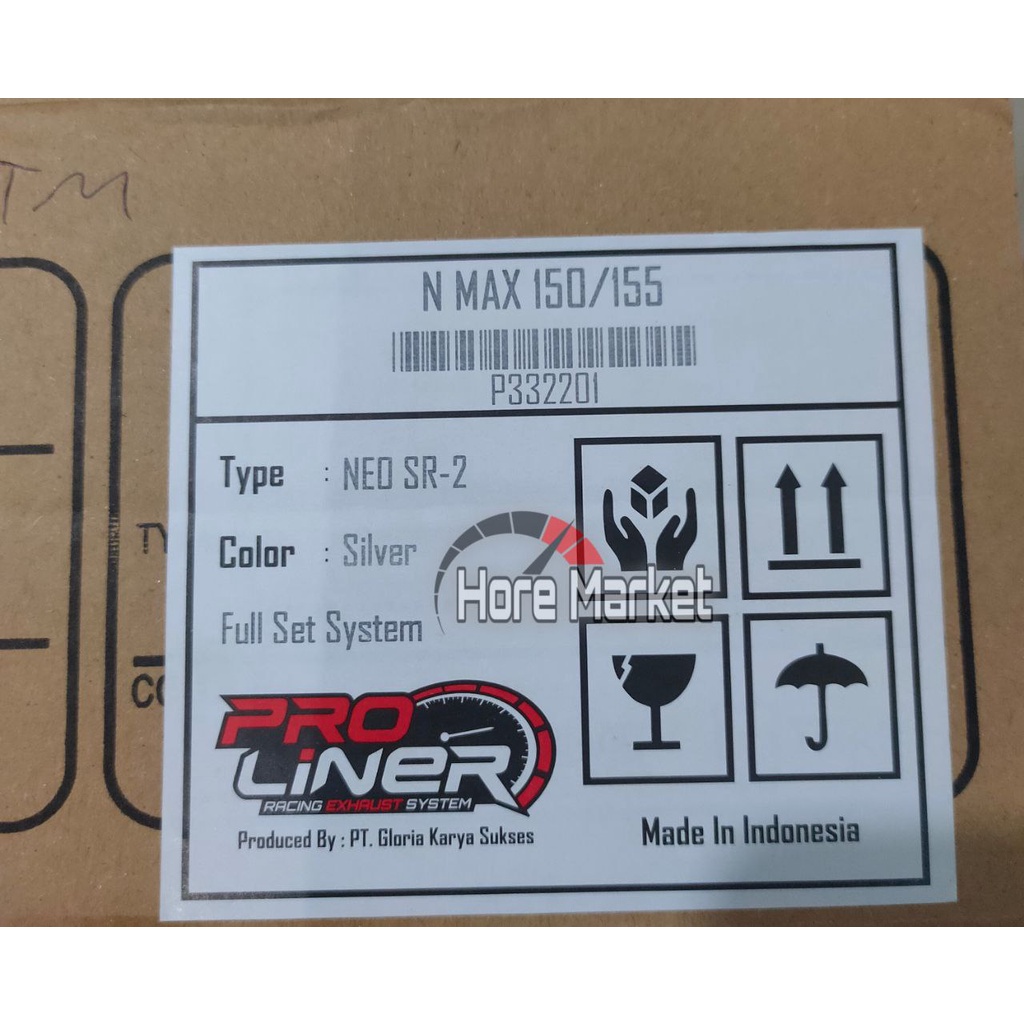 TM
N MAX 150/155
P332201
Type : NEO SR-2
Color : Silver
Full Set System
Hore Market
PRO
LINER
RACING EXHAUST SYSTEM
Produced By : PT. Gloria Karya Sukses
Made In Indonesia